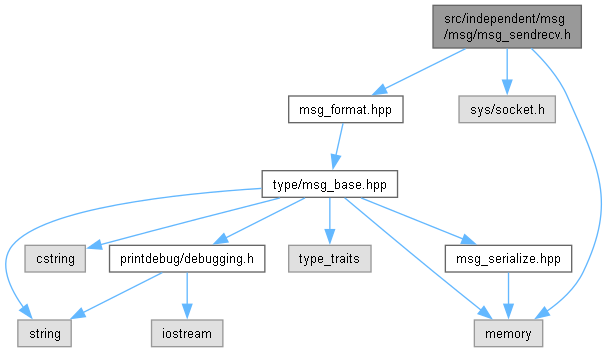 src/independent/msg
/msg/msg_sendrecv.h
msg_format.hpp
sys/socket.h
type/msg_base.hpp
cstring
printdebug/debugging.h
type_traits
msg_serialize.hpp
string
iostream
memory